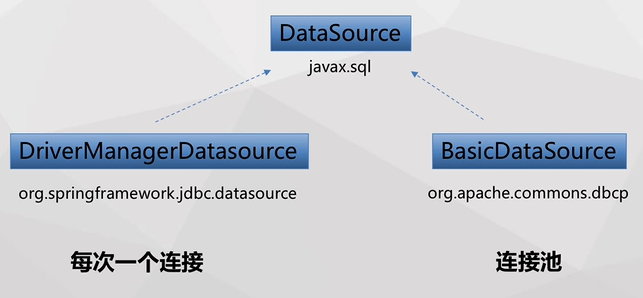 DataSource
javax.sql
DriverManagerDatasource
BasicDataSource
org.springframework.jdbc.datasource
org.apache.commons.dbcp
每次一个连接
连接池